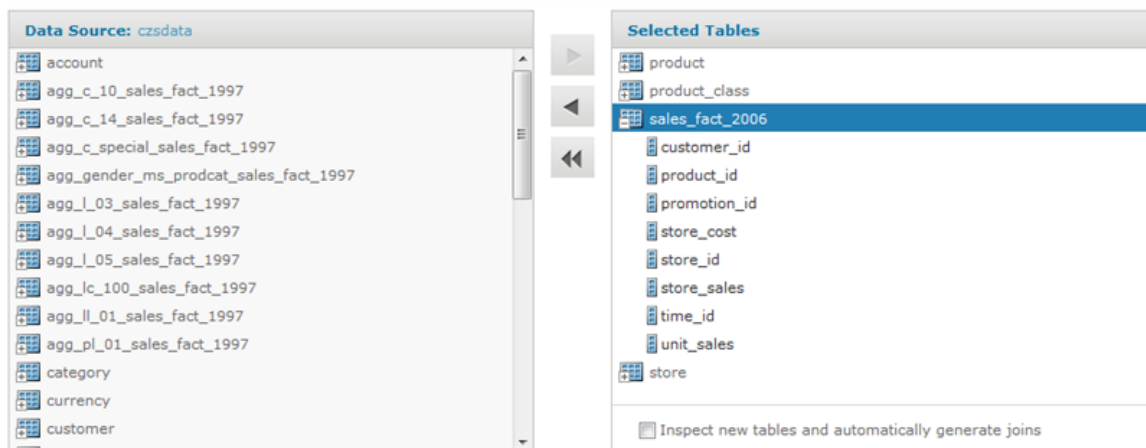 Data Source: czsdata
account
agg_c_10_sales_fact_1997
agg_c_14_sales_fact_1997
agg_c_special_sales_fact_1997
agg_gender_ms_prodcat_sales_fact_1997
agg_l_03_sales_fact_1997
agg_l_04_sales_fact_1997
agg_l_05_sales_fact_1997
agg_lc_100_sales_fact_1997
agg_ll_01_sales_fact_1997
agg_pl_01_sales_fact_1997
category
currency
customer
Selected Tables
product
product_class
sales_fact_2006
customer_id
product_id
promotion_id
store_cost
store_id
store_sales
time_id
unit_sales
store
Inspect new tables and automatically generate joins